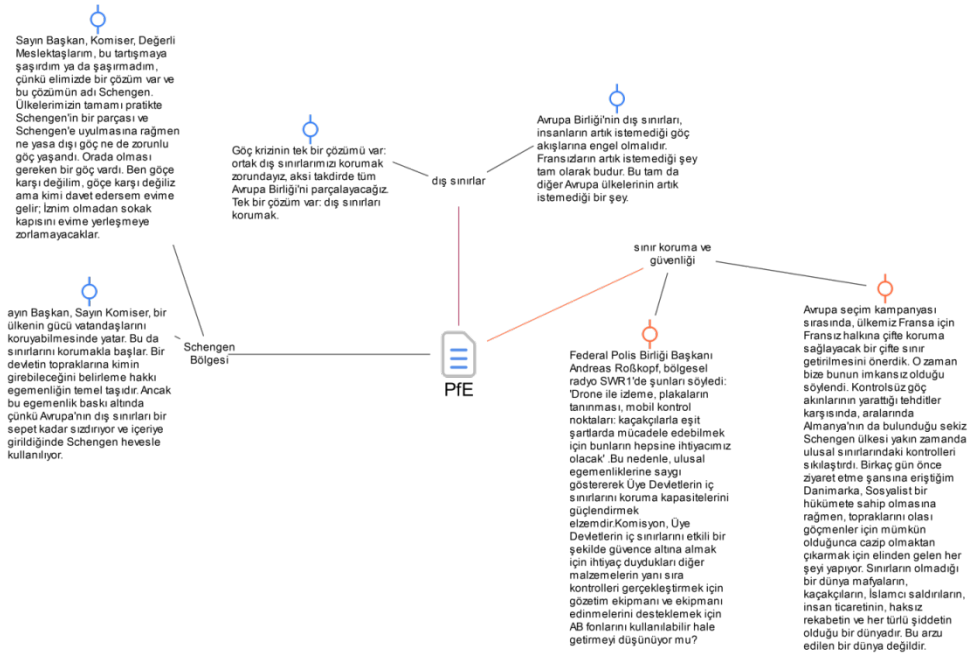 Sayın Başkan, Komiser, Değerli
Meslektaşlarım, bu tartışmaya
şaşırdım ya da şaşırmadım,
çünkü elimizde bir çözüm var ve
bu çözümün adı Schengen.
Ülkelerimizin tamamı pratikte
Schengen'in bir parçası ve
Schengen'e uyulmasına rağmen
ne yasa dışı göç ne de zorunlu
göç yaşandı. Orada olması
gereken bir göç vardı. Ben göçe
karşı değilim, göçe karşı değiliz
ama kimi davet edersem evime
gelir; İznim olmadan sokak
kapısını evime yerleşmeye
zorlamayacaklar.
Göç krizinin tek bir çözümü var:
ortak dış sınırlarımızı korumak
zorundayız, aksi takdirde tüm
Avrupa Birliği'ni parçalayacağız.
Tek bir çözüm var: dış sınırları
korumak.
dış sınırlar
Avrupa Birliği'nin dış sınırları,
insanların artık istemediği göç
akışlarına engel olmalıdır.
Fransızların artık istemediği şey
tam olarak budur. Bu tam da
diğer Avrupa ülkelerinin artık
istemediği bir şey.
sınır koruma ve
güvenliği
ayın Başkan, Sayın Komiser, bir
ülkenin gücü vatandaşlarını
koruyabilmesinde yatar. Bu da
sınırlarını korumakla başlar. Bir
devletin topraklarına kimin
girebileceğini belirleme hakkı
egemenliğin temel taşıdır. Ancak
bu egemenlik baskı altında
çünkü Avrupa'nın dış sınırları bir
sepet kadar sızdırıyor ve içeriye
girildiğinde Schengen hevesle
kullanılıyor.
Schengen
Bölgesi
PfE
Federal Polis Birliği Başkanı
Andreas Roßkopf, bölgesel
radyo SWR1'de şunları söyledi:
'Drone ile izleme, plakaların
tanınması, mobil kontrol
noktaları: kaçakçılarla eşit
şartlarda mücadele edebilmek
için bunların hepsine ihtiyacımız
olacak' .Bu nedenle, ulusal
egemenliklerine saygı
göstererek Üye Devletlerin iç
sınırlarını koruma kapasitelerini
güçlendirmek
elzemdir.Komisyon, Üye
Devletlerin iç sınırlarını etkili bir
şekilde güvence altına almak
için ihtiyaç duydukları diğer
malzemelerin yanı sıra
kontrolleri gerçekleştirmek için
gözetim ekipmanı ve ekipmanı
edinmelerini desteklemek için
AB fonlarını kullanılabilir hale
getirmeyi düşünüyor mu?
Avrupa seçim kampanyası
sırasında, ülkemiz Fransa için
Fransız halkına çifte koruma
sağlayacak bir çifte sınır
getirilmesini önerdik. O zaman
bize bunun imkansız olduğu
söylendi. Kontrolsüz göç
akınlarının yarattığı tehditler
karşısında, aralarında
Almanya'nın da bulunduğu sekiz
Schengen ülkesi yakın zamanda
ulusal sınırlarındaki kontrolleri
sıkılaştırdı. Birkaç gün önce
ziyaret etme şansına eriştiğim
Danimarka, Sosyalist bir
hükümete sahip olmasına
rağmen, topraklarını olası
göçmenler için mümkün
olduğunca cazip olmaktan
çıkarmak için elinden gelen her
şeyi yapıyor. Sınırların olmadığı
bir dünya mafyaların,
kaçakçıların, İslamcı saldırıların,
insan ticaretinin, haksız
rekabetin ve her türlü şiddetin
olduğu bir dünyadır. Bu arzu
edilen bir dünya değildir.